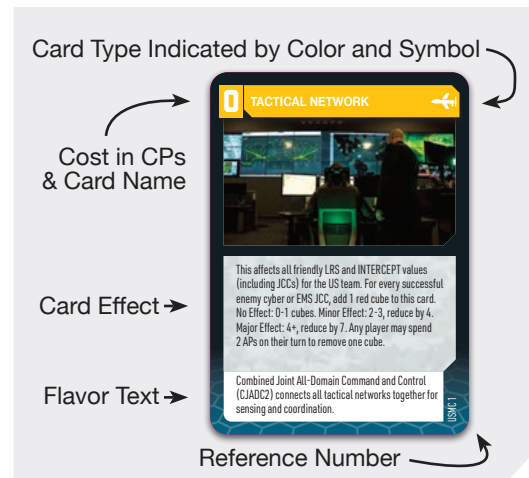 Card Type Indicated by Color and Symbol
0 TACTICAL NETWORK
Cost in CPs
& Card Name
This affects all friendly LRS and INTERCEPT values
(including JCCs) for the US team. For every successful
enemy cyber or EMS JCC, add 1 red cube to this card.
No Effect: 0-1 cubes. Minor Effect: 2-3, reduce by 4.
Major Effect: 4+, reduce by 7. Any player may spend
2 APs on their turn to remove one cube.
Card Effect
Combined Joint All-Domain Command and Control
(CJADC2) connects all tactical networks together for
sensing and coordination.
Flavor Text
USMC 1
Reference Number